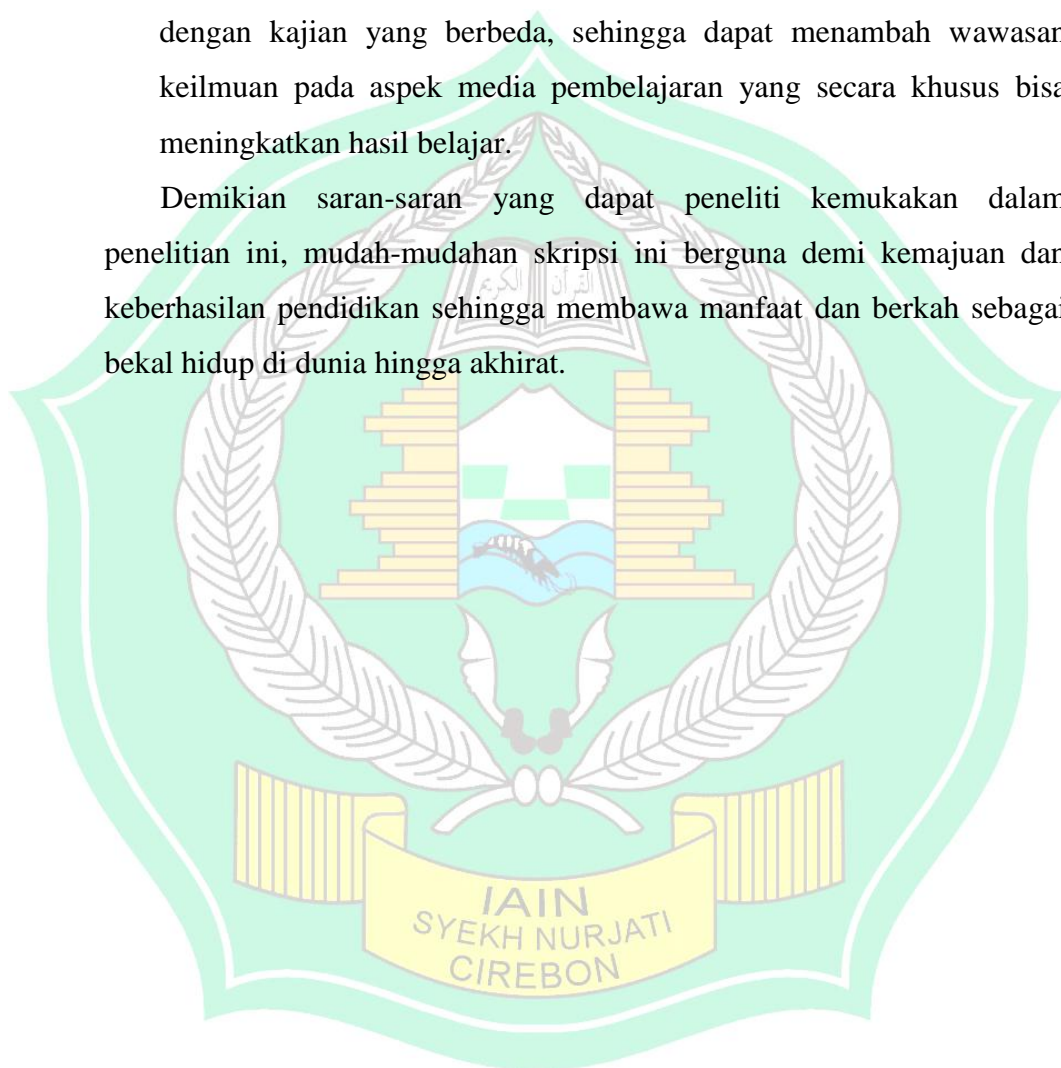 dengan kajian yang berbeda, sehingga dapat menambah wawasan
keilmuan pada aspek media pembelajaran yang secara khusus bisa
meningkatkan hasil belajar.
Demikian saran-saran yang dapat peneliti kemukakan dalam
penelitian ini, mudah-mudahan skripsi ini berguna demi kemajuan dan
keberhasilan pendidikan sehingga membawa manfaat dan berkah sebagai
bekal hidup di dunia hingga akhirat.
القرآن الكريم
IAIN
SYEKH NURJATI
CIREBON